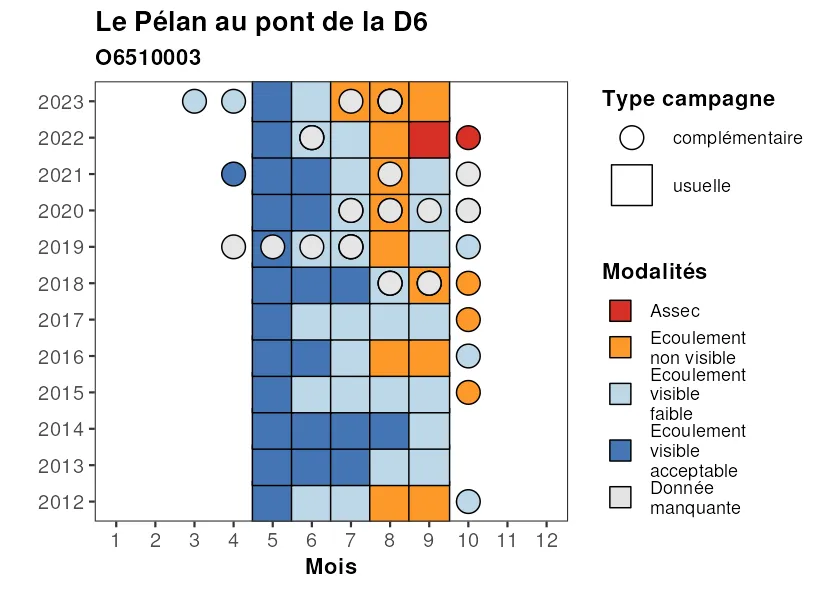 Le Pélan au pont de la D6
O6510003
2023
2022
2021
2020
2019
2018
2017
2016
2015
2014
2013
2012
1 2 3 4 5 6 7 8 9 10 11 12
Mois
Type campagne
complémentaire
usuelle
Modalités
Assec
Ecoulement
non visible
Ecoulement
visible
faible
Ecoulement
visible
acceptable
Donnée
manquante